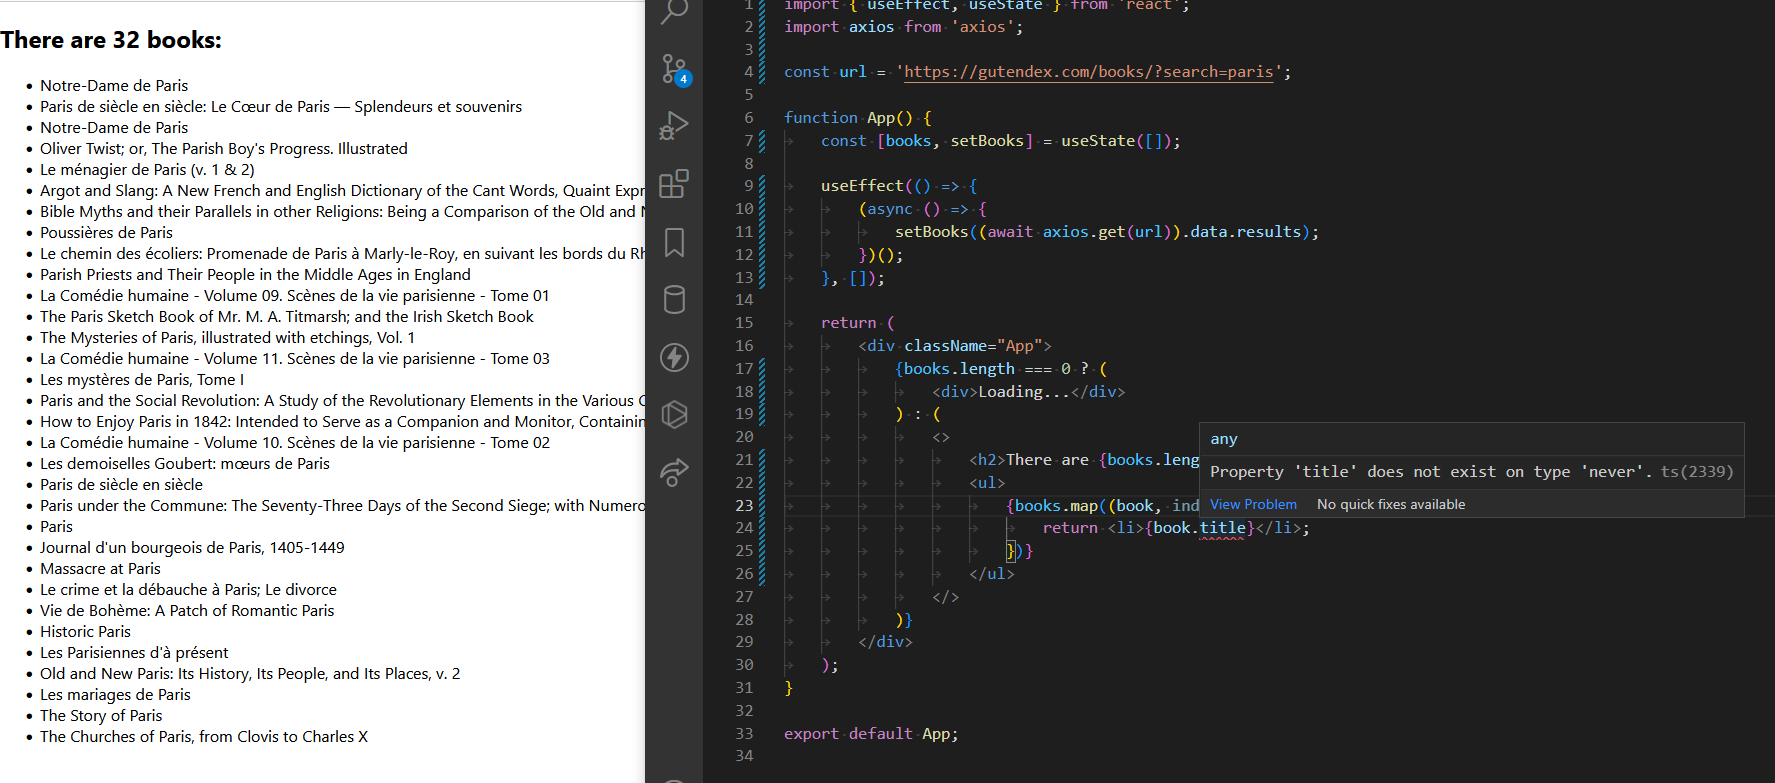 There are 32 books:
Notre-Dame de Paris
Paris de siècle en siècle: Le Cœur de Paris — Splendeurs et souvenirs
Notre-Dame de Paris
Oliver Twist; or, The Parish Boy's Progress. Illustrated
Le ménagier de Paris (v. 1 & 2)
Argot and Slang: A New French and English Dictionary of the Cant Words, Quaint
Bible Myths and their Parallels in other Religions: Being a Comparison of the Old and
Poussières de Paris
Le chemin des écoliers: Promenade de Paris à Marly-le-Roy, en suivant les bords du
Parish Priests and Their People in the Middle Ages in England
La Comédie humaine - Volume 09. Scènes de la vie parisienne - Tome 01
The Paris Sketch Book of Mr. M. A. Titmarsh; and the Irish Sketch Book
The Mysteries of Paris, illustrated with etchings, Vol. 1
La Comédie humaine - Volume 11. Scènes de la vie parisienne - Tome 03
Les mystères de Paris, Tome I
Paris and the Social Revolution: A Study of the Revolutionary Elements in the Various
How to Enjoy Paris in 1842: Intended to Serve as a Companion and Monitor, Containin
La Comédie humaine - Volume 10. Scènes de la vie parisienne - Tome 02
Les demoiselles Goubert: mœurs de Paris
Paris de siècle en siècle
Paris under the Commune: The Seventy-Three Days of the Second Siege; with Numero
Paris
Journal d'un bourgeois de Paris, 1405-1449
Massacre at Paris
Le crime et la débauche à Paris; Le divorce
Vie de Bohème: A Patch of Romantic Paris
Historic Paris
Les Parisiennes d'à présent
Old and New Paris: Its History, Its People, and Its Places, v. 2
Les mariages de Paris
The Story of Paris
The Churches of Paris, from Clovis to Charles X
4
1 import { useEffect, useState } from 'react';
2 import axios from 'axios';
3
4 const url = 'https://gutendex.com/books/?search=paris';
5
6 function App() {
7 const [books, setBooks] = useState([]);
8
9 useEffect(() => {
10 (async () => {
11 setBooks((await axios.get(url)).data.results);
12 })();
13 }, []);
14
15 return (
16 <div className="App">
17 {books.length === 0 ? (
18 <div>Loading...</div>
19 ) : (
20 <>
21 <h2>There are {books.leng
22 <ul>
23 {books.map((book, ind
24 return <li>{book.title}</li>;
25 })}
26 </ul>
27 </>
28 )}
29 </div>
30 );
31 }
32
33 export default App;
34
any
Property 'title' does not exist on type 'never'. ts(2339)
View Problem No quick fixes available